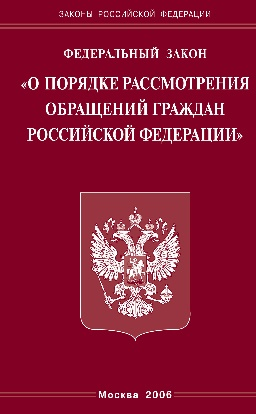 ЗАКОНЫ РОССИЙСКОЙ ФЕДЕРАЦИИ
ФЕДЕРАЛЬНЫЙ ЗАКОН
«О ПОРЯДКЕ РАССМОТРЕНИЯ
ОБРАЩЕНИЙ ГРАЖДАН
РОССИЙСКОЙ ФЕДЕРАЦИИ»
Москва 2006